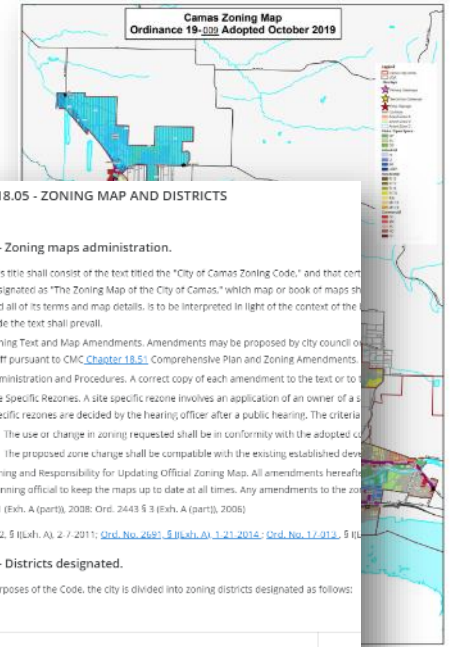 Camas Zoning Map
Ordinance 19-009 Adopted October 2019
Legend
18.05 - ZONING MAP AND DISTRICTS
- Zoning maps administration.
s title shall consist of the text titled the "City of Camas Zoning Code," and that cert
signated as "The Zoning Map of the City of Camas," which map or book of maps sh
d all of its terms and map details, is to be interpreted in light of the context of the
de the text shall prevail.
ning Text and Map Amendments. Amendments may be proposed by city council o
ff pursuant to CMC Chapter 18.51 Comprehensive Plan and Zoning Amendments.
ministration and Procedures. A correct copy of each amendment to the text or to t
e Specific Rezones. A site specific rezone involves an application of an owner of a s
ecific rezones are decided by the hearing officer after a public hearing. The criteria
The use or change in zoning requested shall be in conformity with the adopted co
The proposed zone change shall be compatible with the existing established deve
ning and Responsibility for Updating Official Zoning Map. All amendments hereafte
nning official to keep the maps up to date at all times. Any amendments to the zo
(Exh. A (part)), 2008: Ord. 2443 § 3 (Exh. A (part)), 2006)
2, § I(Exh. A), 2-7-2011; Ord. No. 2691, § I(Exh. A), 1-21-2014; Ord. No. 17-013, § I(E
- Districts designated.
urposes of the Code, the city is divided into zoning districts designated as follows: